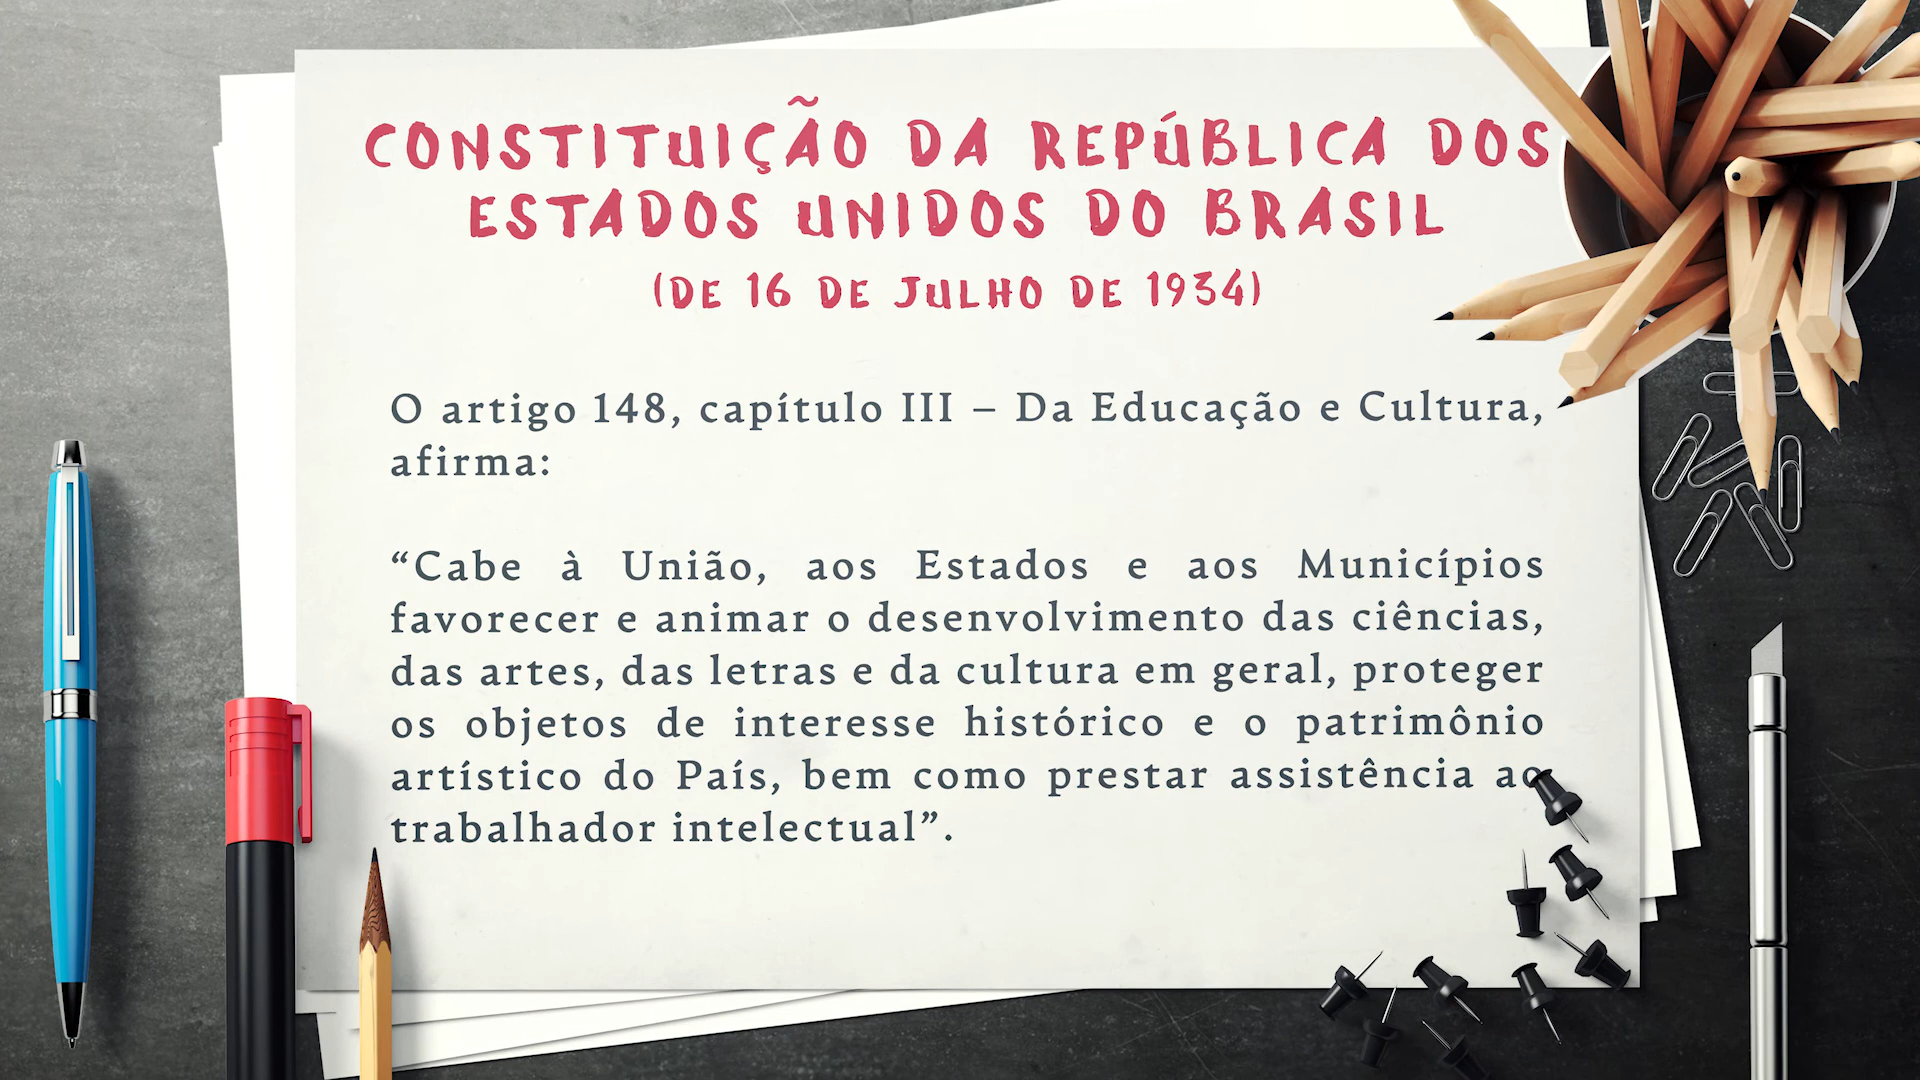 CONSTITUIÇÃO DA REPÚBLICA DOS
ESTADOS UNIDOS DO BRASIL
(DE 16 DE JULHO DE 1934)
O artigo 148, capítulo III – Da Educação e Cultura,
afirma:
“Cabe à União, aos Estados e aos Municípios
favorecer e animar o desenvolvimento das ciências,
das artes, das letras e da cultura em geral, proteger
os objetos de interesse histórico e o patrimônio
artístico do País, bem como prestar assistência ao
trabalhador intelectual”.